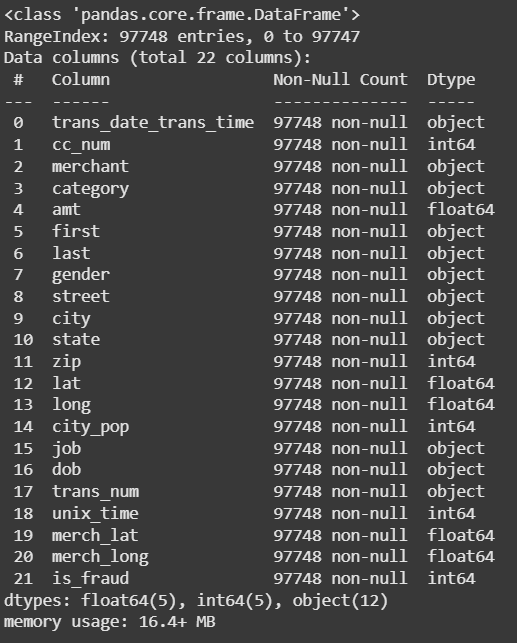 <class 'pandas.core.frame.DataFrame'>
RangeIndex: 97748 entries, 0 to 97747
Data columns (total 22 columns):
 #   Column                 Non-Null Count  Dtype
---  ------                 --------------  -----
 0   trans_date_trans_time  97748 non-null  object
 1   cc_num                 97748 non-null  int64
 2   merchant               97748 non-null  object
 3   category               97748 non-null  object
 4   amt                    97748 non-null  float64
 5   first                  97748 non-null  object
 6   last                   97748 non-null  object
 7   gender                 97748 non-null  object
 8   street                 97748 non-null  object
 9   city                   97748 non-null  object
 10  state                  97748 non-null  object
 11  zip                    97748 non-null  int64
 12  lat                    97748 non-null  float64
 13  long                   97748 non-null  float64
 14  city_pop               97748 non-null  int64
 15  job                    97748 non-null  object
 16  dob                    97748 non-null  object
 17  trans_num              97748 non-null  object
 18  unix_time              97748 non-null  int64
 19  merch_lat              97748 non-null  float64
 20  merch_long             97748 non-null  float64
 21  is_fraud               97748 non-null  int64
dtypes: float64(5), int64(5), object(12)
memory usage: 16.4+ MB